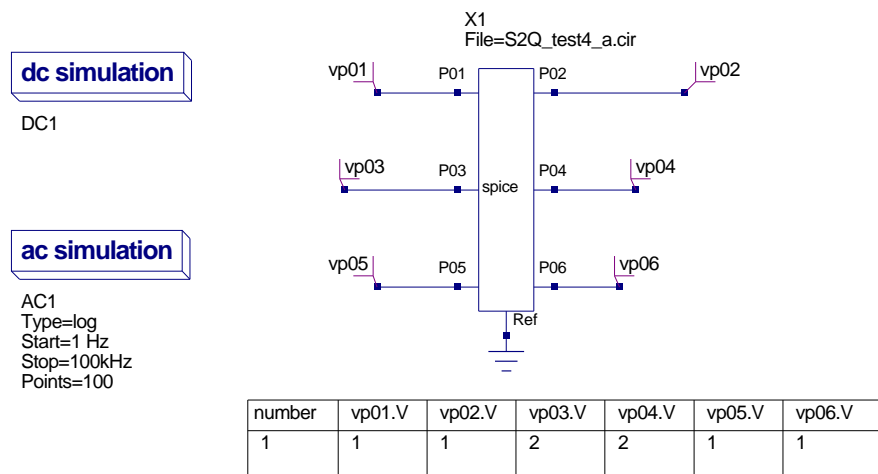 X1
File=S2Q_test4_a.cir
dc simulation
DC1
vp01
P01
P02
vp02
vp03
P03
spice
P04
vp04
ac simulation
AC1
Type=log
Start=1 Hz
Stop=100kHz
Points=100
vp05
P05
P06
vp06
Ref
number vp01.V vp02.V vp03.V vp04.V vp05.V vp06.V
1 1 1 2 2 1 1